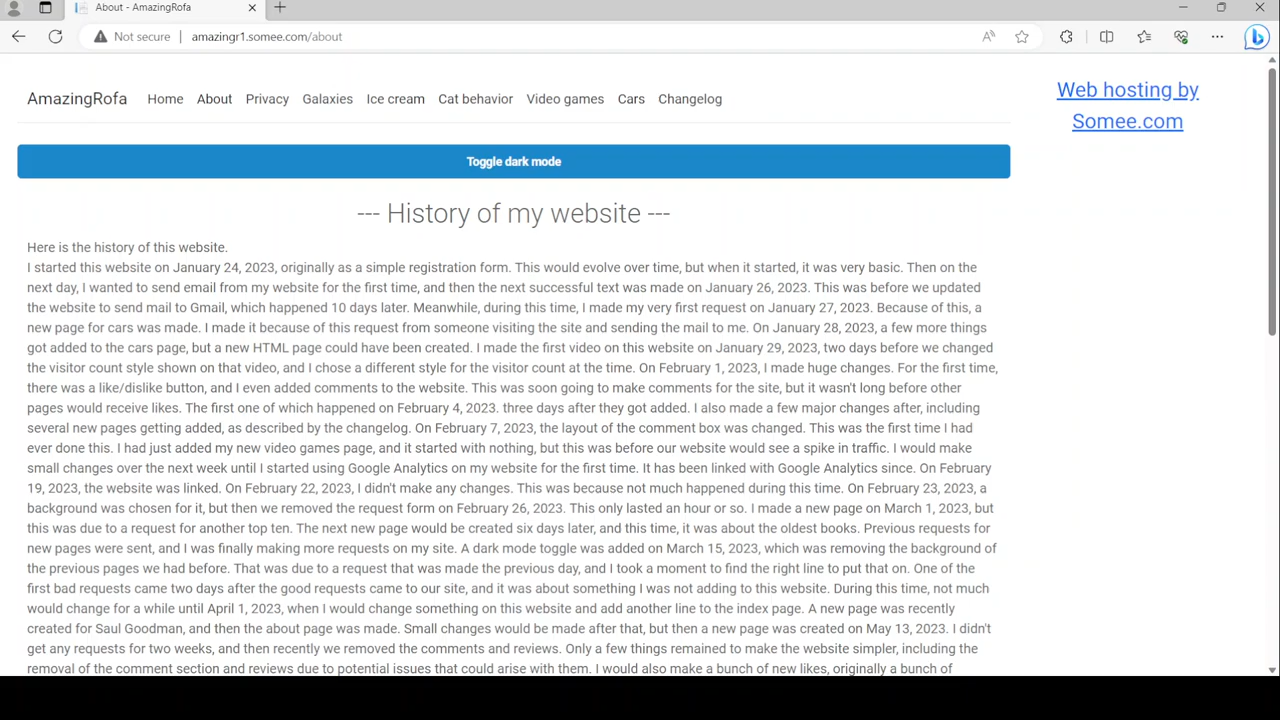 About - AmazingRofa
Not secure | amazingr1.somee.com/about
AmazingRofa Home About Privacy Galaxies Ice cream Cat behavior Video games Cars Changelog
Web hosting by
Somee.com
Toggle dark mode
--- History of my website ---
Here is the history of this website.
I started this website on January 24, 2023, originally as a simple registration form. This would evolve over time, but when it started, it was very basic. Then on the
next day, I wanted to send email from my website for the first time, and then the next successful text was made on January 26, 2023. This was before we updated
the website to send mail to Gmail, which happened 10 days later. Meanwhile, during this time, I made my very first request on January 27, 2023. Because of this, a
new page for cars was made. I made it because of this request from someone visiting the site and sending the mail to me. On January 28, 2023, a few more things
got added to the cars page, but a new HTML page could have been created. I made the first video on this website on January 29, 2023, two days before we changed
the visitor count style shown on that video, and I chose a different style for the visitor count at the time. On February 1, 2023, I made huge changes. For the first time,
there was a like/dislike button, and I even added comments to the website. This was soon going to make comments for the site, but it wasn't long before other
pages would receive likes. The first one of which happened on February 4, 2023. three days after they got added. I also made a few major changes after, including
several new pages getting added, as described by the changelog. On February 7, 2023, the layout of the comment box was changed. This was the first time I had
ever done this. I had just added my new video games page, and it started with nothing, but this was before our website would see a spike in traffic. I would make
small changes over the next week until I started using Google Analytics on my website for the first time. It has been linked with Google Analytics since. On February
19, 2023, the website was linked. On February 22, 2023, I didn't make any changes. This was because not much happened during this time. On February 23, 2023, a
background was chosen for it, but then we removed the request form on February 26, 2023. This only lasted an hour or so. I made a new page on March 1, 2023, but
this was due to a request for another top ten. The next new page would be created six days later, and this time, it was about the oldest books. Previous requests for
new pages were sent, and I was finally making more requests on my site. A dark mode toggle was added on March 15, 2023, which was removing the background of
the previous pages we had before. That was due to a request that was made the previous day, and I took a moment to find the right line to put that on. One of the
first bad requests came two days after the good requests came to our site, and it was about something I was not adding to this website. During this time, not much
would change for a while until April 1, 2023, when I would change something on this website and add another line to the index page. A new page was recently
created for Saul Goodman, and then the about page was made. Small changes would be made after that, but then a new page was created on May 13, 2023. I didn't
get any requests for two weeks, and then recently we removed the comments and reviews. Only a few things remained to make the website simpler, including the
removal of the comment section and reviews due to potential issues that could arise with them. I would also make a bunch of new likes, originally a bunch of